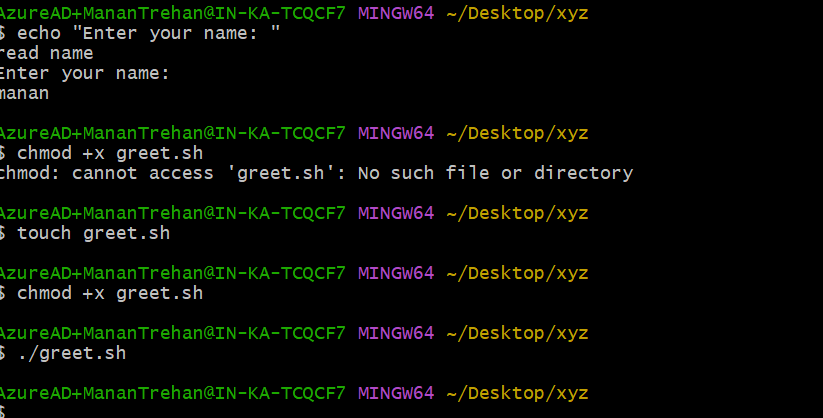 AzureAD+MananTrehan@IN-KA-TCQCF7 MINGW64 ~/Desktop/xyz
$ echo "Enter your name: "
read name
Enter your name:
manan
AzureAD+MananTrehan@IN-KA-TCQCF7 MINGW64 ~/Desktop/xyz
$ chmod +x greet.sh
chmod: cannot access 'greet.sh': No such file or directory
AzureAD+MananTrehan@IN-KA-TCQCF7 MINGW64 ~/Desktop/xyz
$ touch greet.sh
AzureAD+MananTrehan@IN-KA-TCQCF7 MINGW64 ~/Desktop/xyz
$ chmod +x greet.sh
AzureAD+MananTrehan@IN-KA-TCQCF7 MINGW64 ~/Desktop/xyz
$ ./greet.sh
AzureAD+MananTrehan@IN-KA-TCQCF7 MINGW64 ~/Desktop/xyz
$